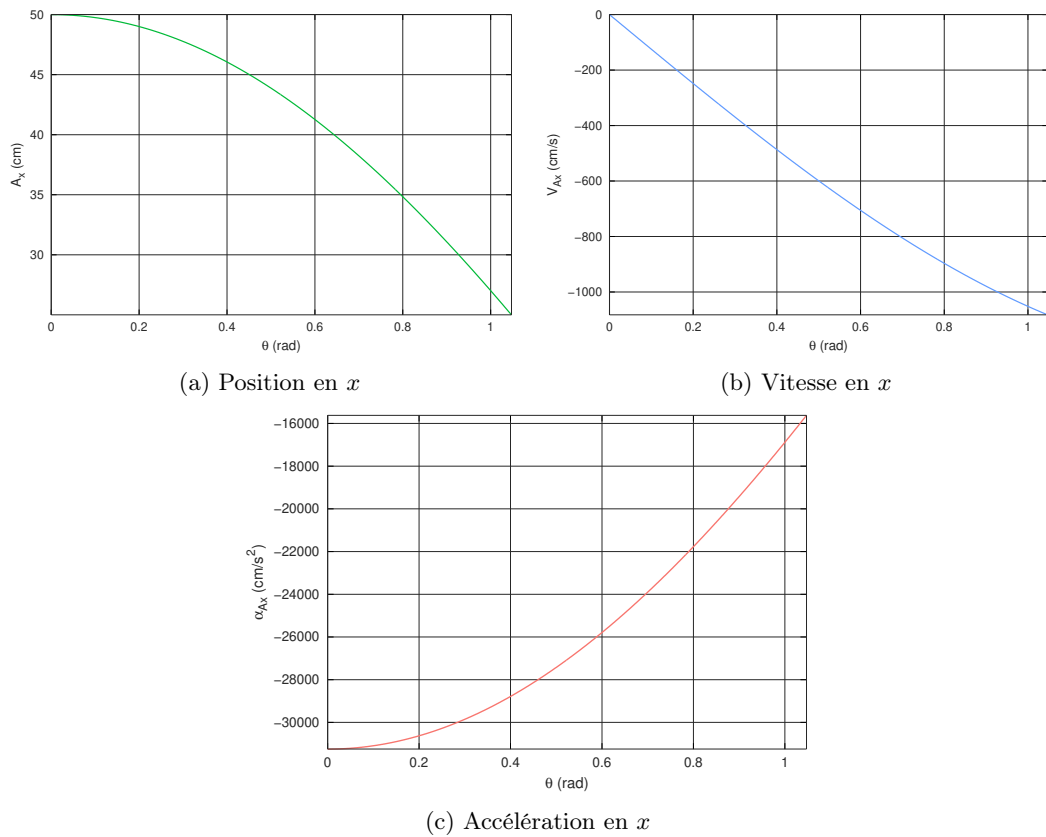 50
45
40
35
30
A_x (cm)
0 0.2 0.4 0.6 0.8 1
θ (rad)
(a) Position en x
0
−200
−400
−600
−800
−1000
V_Ax (cm/s)
0 0.2 0.4 0.6 0.8 1
θ (rad)
(b) Vitesse en x
−16000
−18000
−20000
−22000
−24000
−26000
−28000
−30000
α_Ax (cm/s²)
0 0.2 0.4 0.6 0.8 1
θ (rad)
(c) Accélération en x